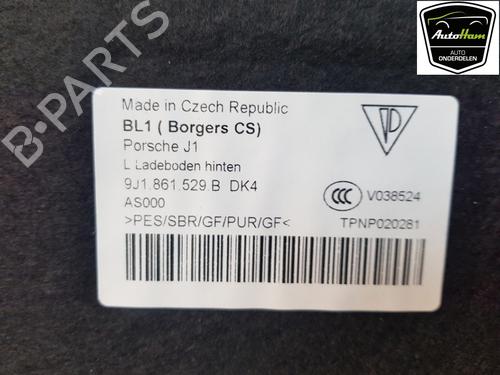 AutoHam
AUTO
ONDERDELEN
B-PARTS
Made in Czech Republic
BL1 ( Borgers CS)
Porsche J1
L Ladeboden hinten
9J1.861.529.B DK4
AS000
V038524
>PES/SBR/GF/PUR/GF<
TPNP020281